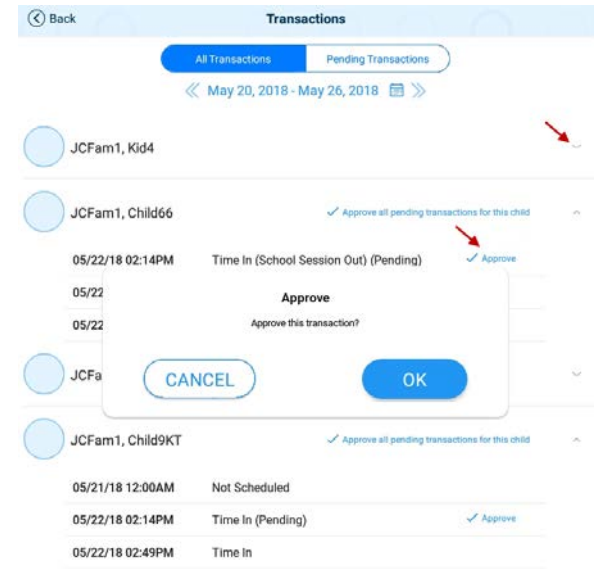 Back Transactions
All Transactions Pending Transactions
May 20, 2018 - May 26, 2018
JCFam1, Kid4
JCFam1, Child66 Approve all pending transactions for this child
05/22/18 02:14PM Time In (School Session Out) (Pending) Approve
05/22
Approve
05/22
Approve this transaction?
JCFa
CANCEL OK
JCFam1, Child9KT Approve all pending transactions for this child
05/21/18 12:00AM Not Scheduled
05/22/18 02:14PM Time In (Pending) Approve
05/22/18 02:49PM Time In